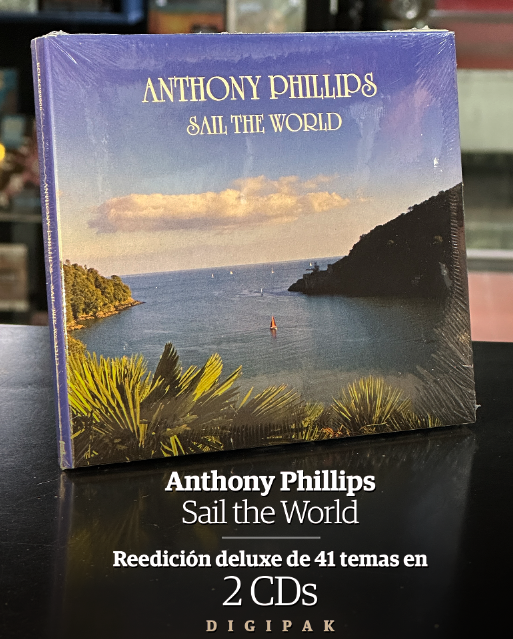 ANTHONY PHILLIPS
SAIL THE WORLD
Anthony Phillips
Sail the World
Reedición deluxe de 41 temas en
2 CDs
DIGIPAK